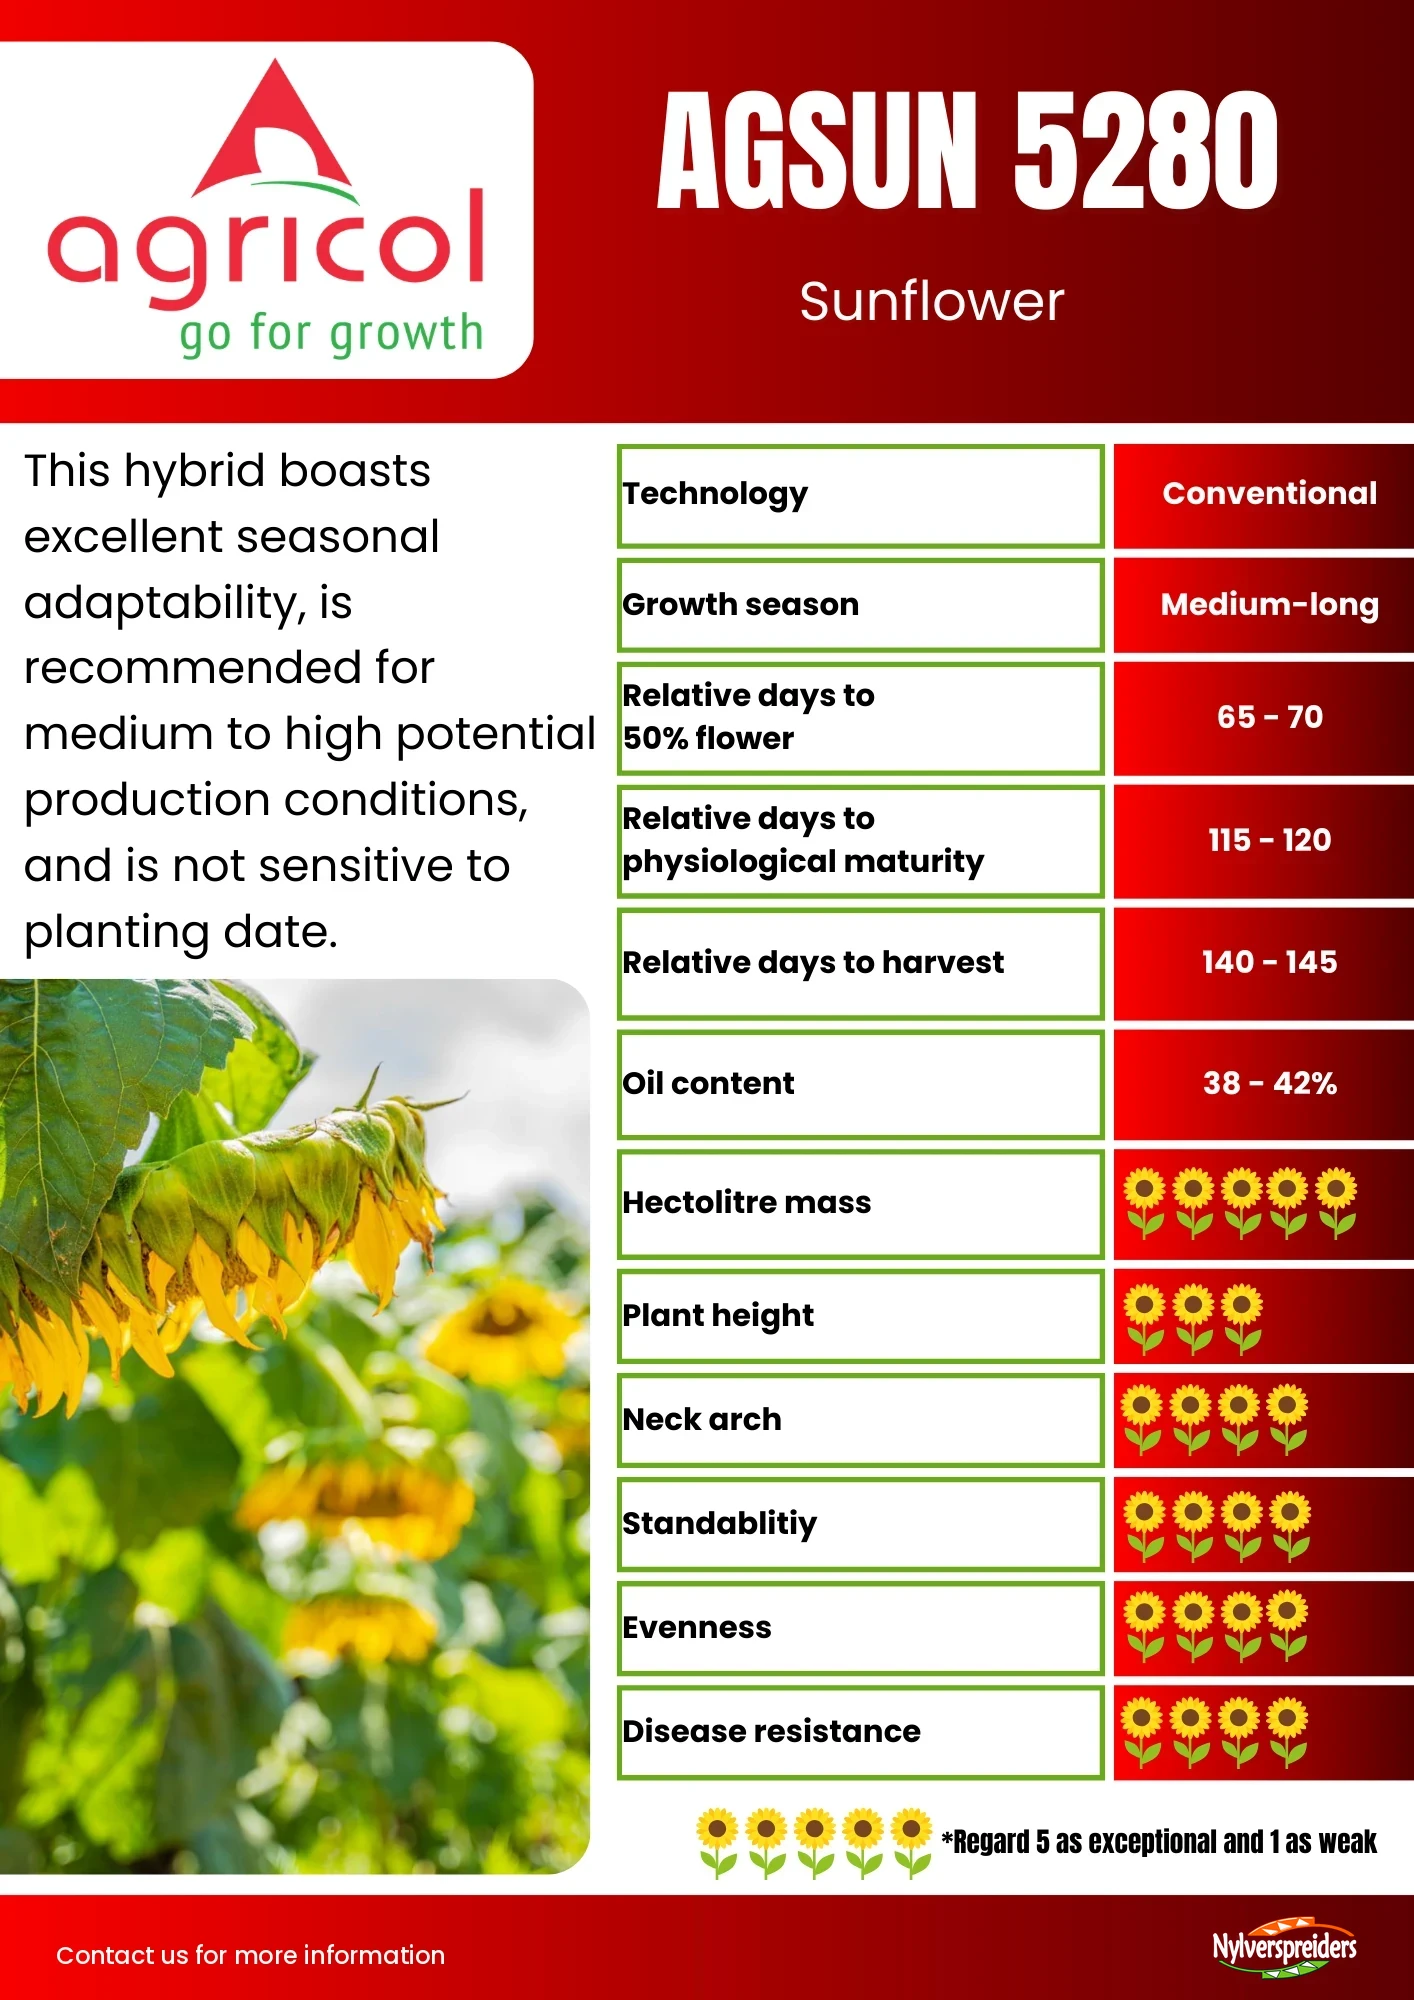 agricol
go for growth
AGSUN 5280
Sunflower
This hybrid boasts
excellent seasonal
adaptability, is
recommended for
medium to high potential
production conditions,
and is not sensitive to
planting date.
Technology
Conventional
Growth season
Medium-long
Relative days to
50% flower
65 - 70
Relative days to
physiological maturity
115 - 120
Relative days to harvest
140 - 145
Oil content
38 - 42%
Hectolitre mass
Plant height
Neck arch
Standablitiy
Evenness
Disease resistance
*Regard 5 as exceptional and 1 as weak
Contact us for more information
Nylverspreiders